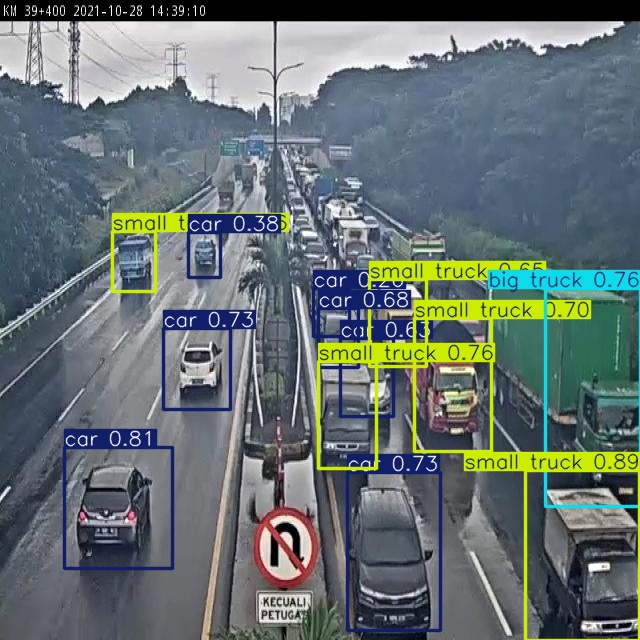 KM 39+400 2021-10-28 14:39:10
small t
car 0.38
car 0.73
car 0.81
car 0.68
car 0.63
small truck 0.65
big truck 0.76
small truck 0.70
small truck 0.76
car 0.73
small truck 0.89
KECUALI
PETUGAS